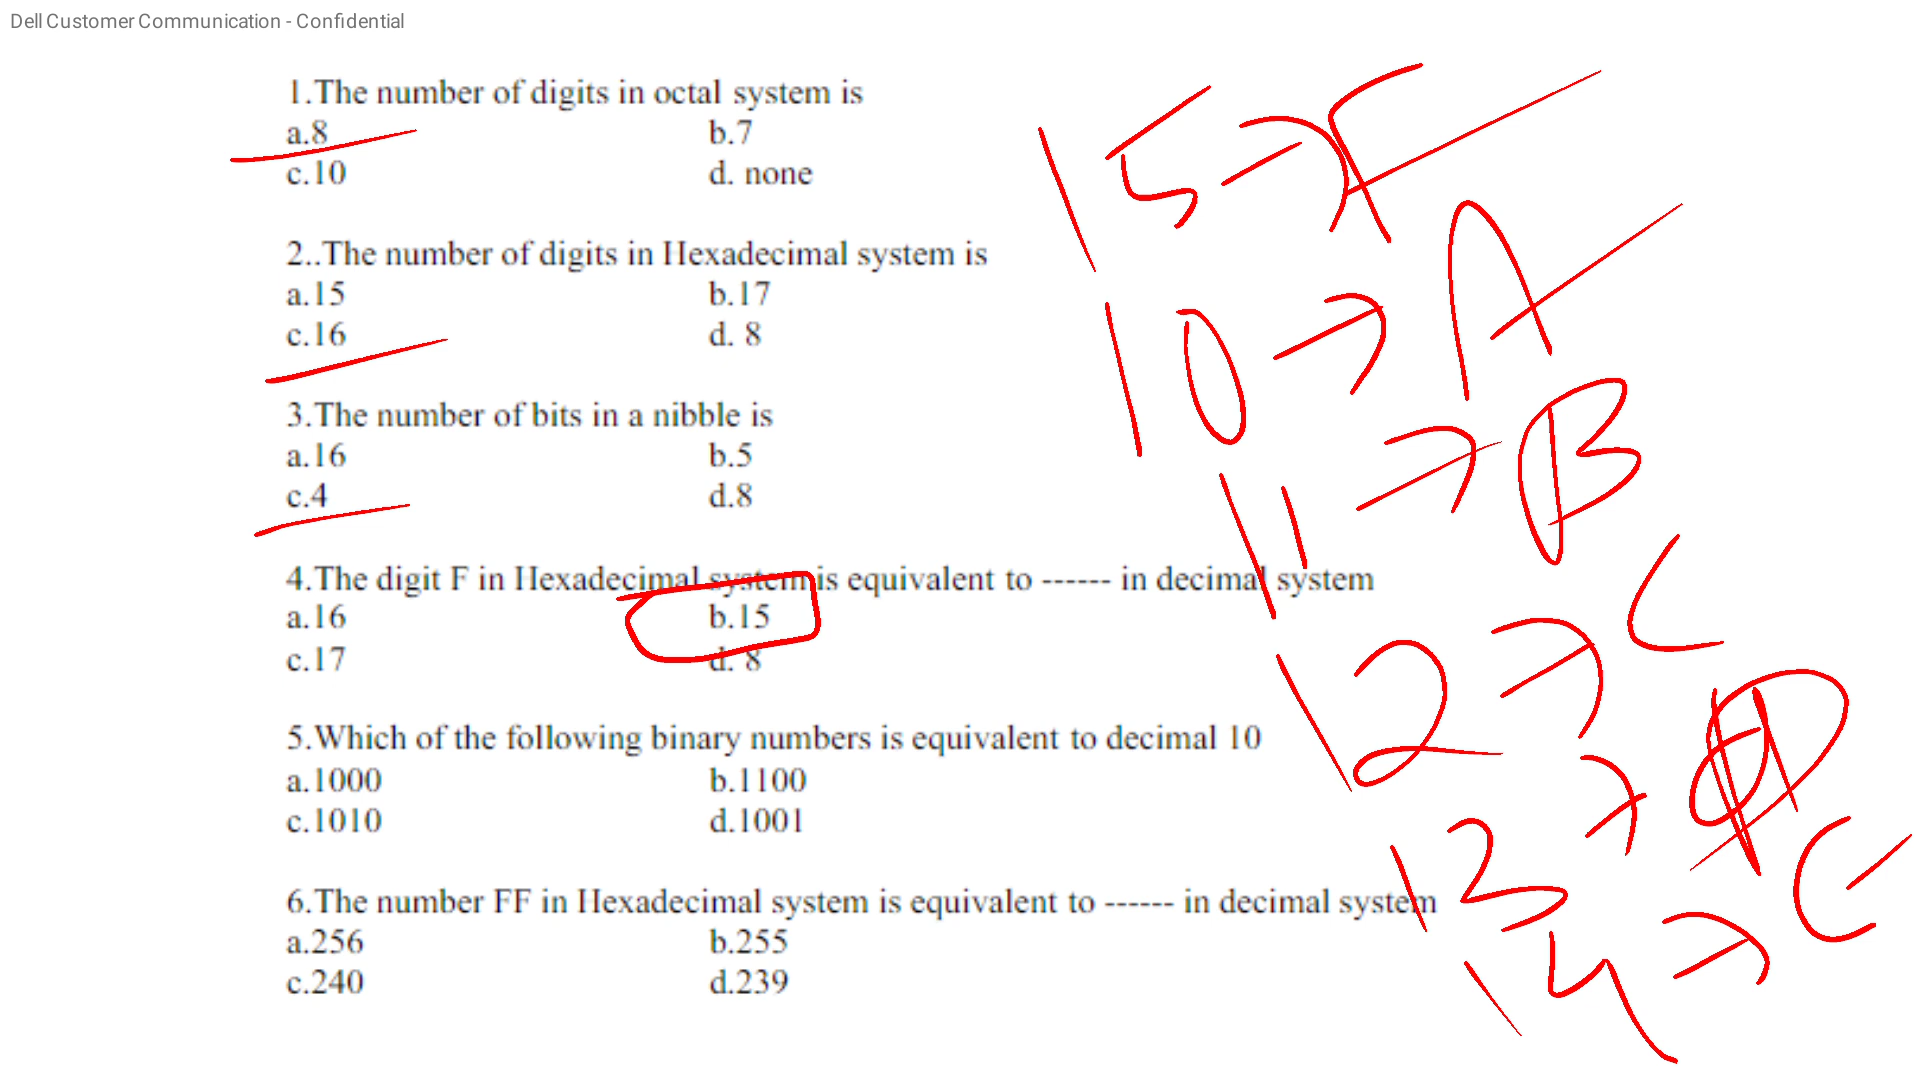 Dell Customer Communication - Confidential
1.The number of digits in octal system is
a.8 b.7
c.10 d. none
2..The number of digits in Hexadecimal system is
a.15 b.17
c.16 d. 8
3.The number of bits in a nibble is
a.16 b.5
c.4 d.8
4.The digit F in Hexadecimal system is equivalent to ------ in decimal system
a.16 b.15
c.17 d. 8
5.Which of the following binary numbers is equivalent to decimal 10
a.1000 b.1100
c.1010 d.1001
6.The number FF in Hexadecimal system is equivalent to ------ in decimal system
a.256 b.255
c.240 d.239
15 → F
10 → A
11 → B
12 → C
13 → D
14 → E